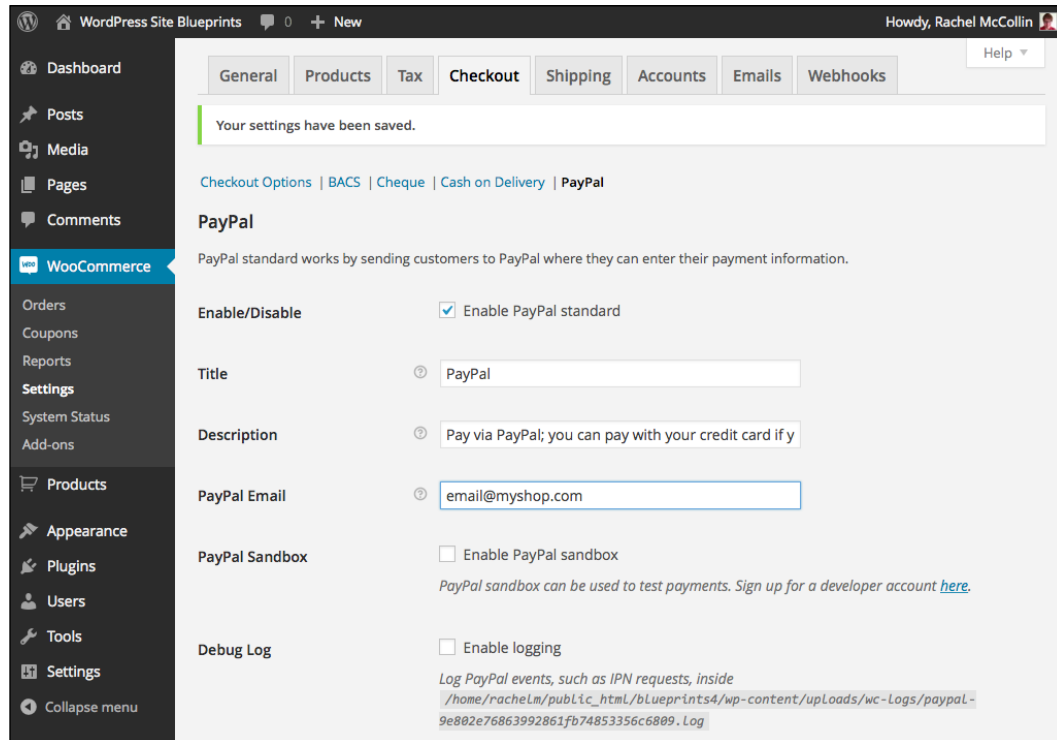 WordPress Site Blueprints 0 + New Howdy, Rachel McCollin
Help
Dashboard
Posts
Media
Pages
Comments
WooCommerce
Orders
Coupons
Reports
Settings
System Status
Add-ons
Products
Appearance
Plugins
Users
Tools
Settings
Collapse menu
General Products Tax Checkout Shipping Accounts Emails Webhooks
Your settings have been saved.
Checkout Options | BACS | Cheque | Cash on Delivery | PayPal
PayPal
PayPal standard works by sending customers to PayPal where they can enter their payment information.
Enable/Disable Enable PayPal standard
Title PayPal
Description Pay via PayPal; you can pay with your credit card if y
PayPal Email email@myshop.com
PayPal Sandbox Enable PayPal sandbox
PayPal sandbox can be used to test payments. Sign up for a developer account here.
Debug Log Enable logging
Log PayPal events, such as IPN requests, inside
/home/rachelm/public_html/blueprints4/wp-content/uploads/wc-logs/paypal-
9e802e76863992861fb74853356c6809.log